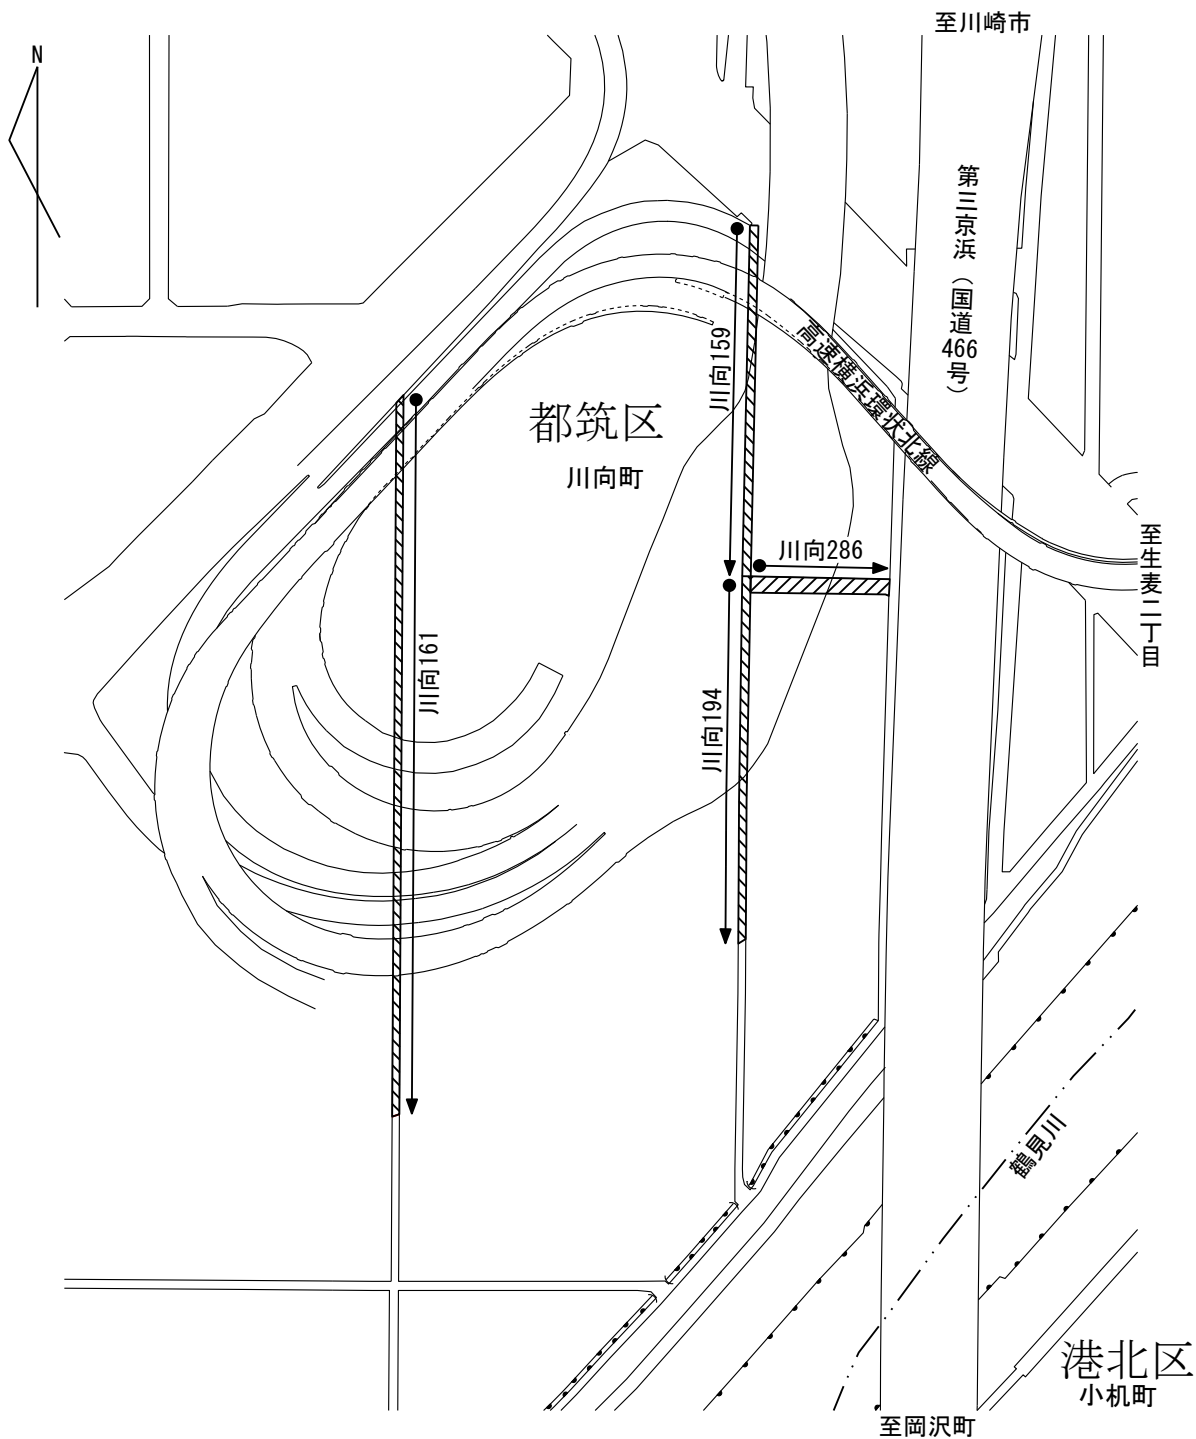 至川崎市
N
第三京浜（国道466号）
川向159
高速横浜環状北線
都筑区
川向町
至生麦二丁目
川向286
川向161
川向194
鶴見川
港北区
小机町
至岡沢町